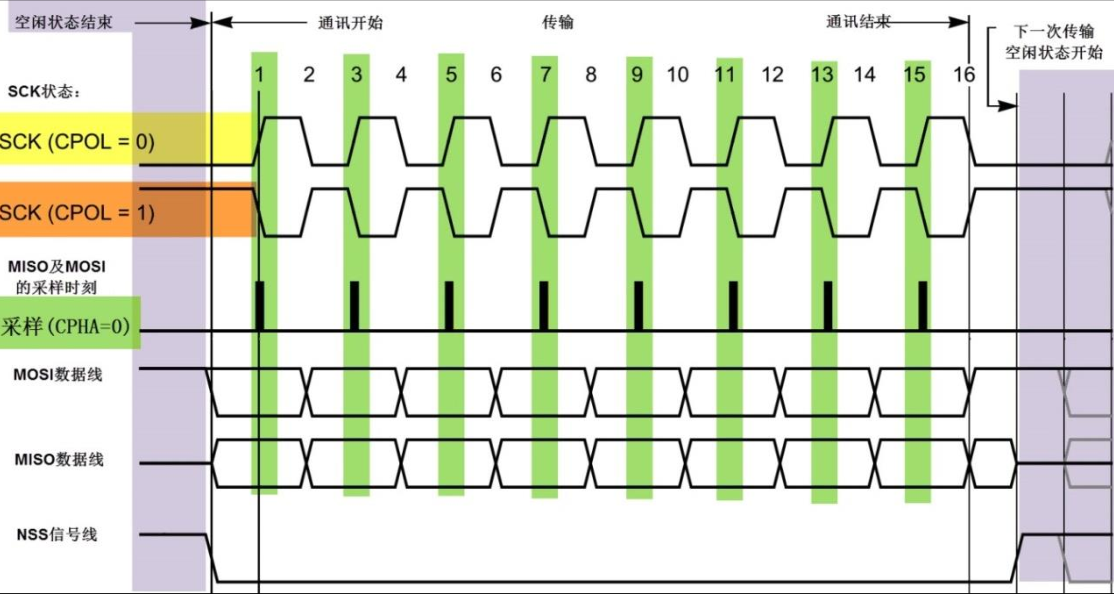 空闲状态结束
通讯开始
传输
通讯结束
下一次传输
空闲状态开始
1 2 3 4 5 6 7 8 9 10 11 12 13 14 15 16
SCK状态:
SCK (CPOL = 0)
SCK (CPOL = 1)
MISO及MOSI
的采样时刻
采样(CPHA=0)
MOSI数据线
MISO数据线
NSS信号线